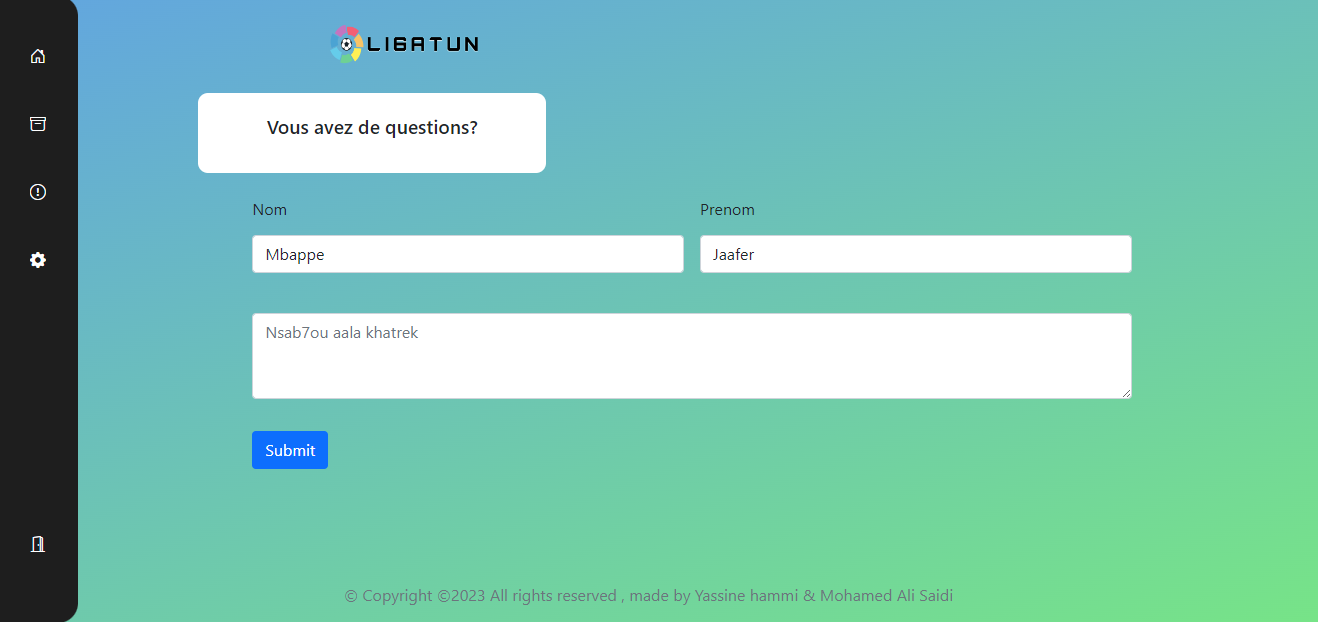 LIGATUN
Vous avez de questions?
Nom
Prenom
Mbappe
Jaafer
Nsab7ou aala khatrek
Submit
© Copyright ©2023 All rights reserved , made by Yassine hammi & Mohamed Ali Saidi